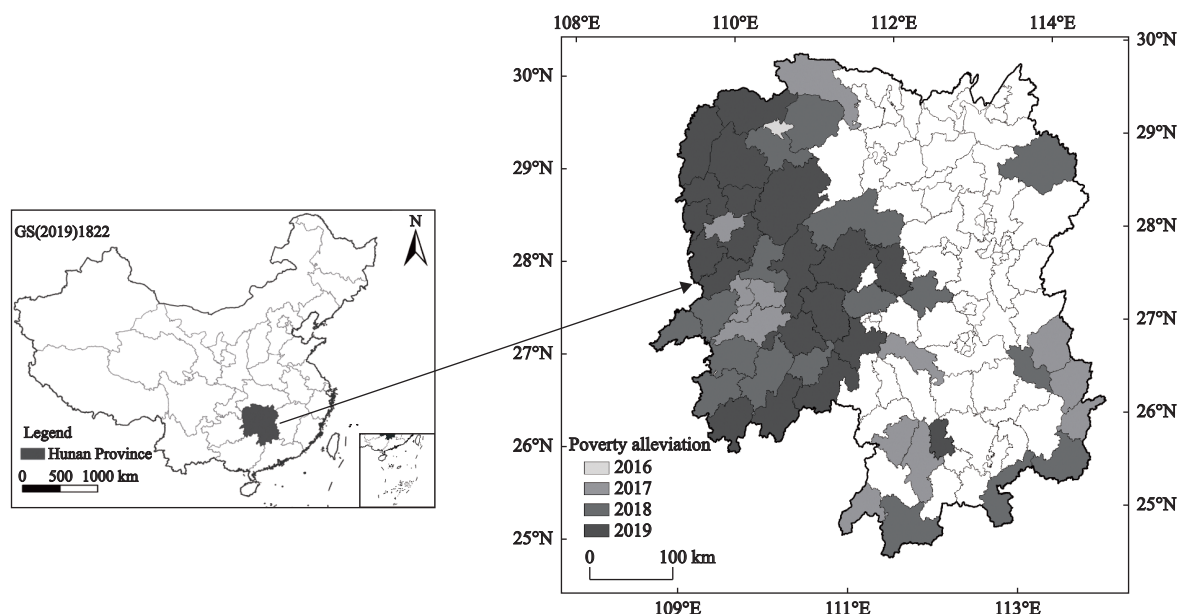 GS(2019)1822
N
Legend
Hunan Province
0 500 1000 km
108°E 110°E 112°E 114°E
30°N
30°N
29°N
29°N
28°N
28°N
27°N
27°N
26°N
26°N
25°N
25°N
Poverty alleviation
2016
2017
2018
2019
0 100 km
109°E 111°E 113°E